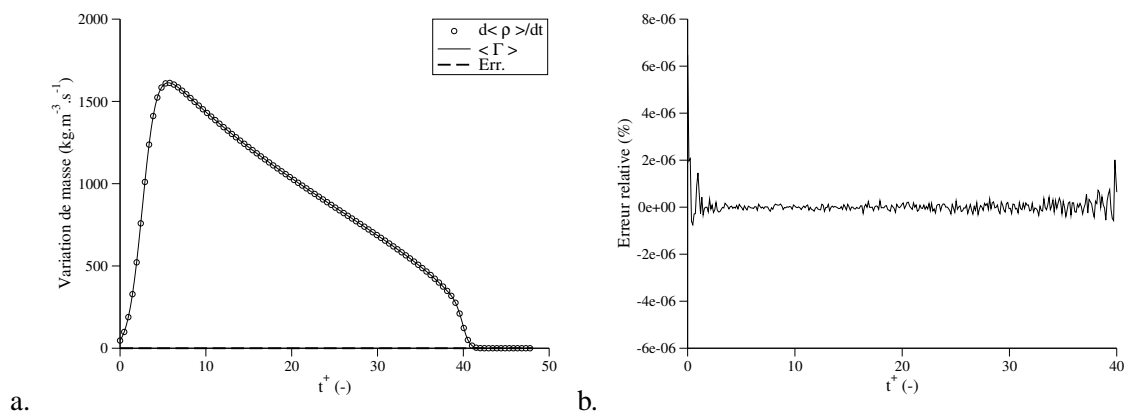 2000
1500
1000
500
0
0 10 20 30 40 50
Variation de masse (kg.m⁻³.s⁻¹)
t⁺ (-)
d< ρ >/dt
< Γ >
Err.
a.
8e-06
6e-06
4e-06
2e-06
0e+00
-2e-06
-4e-06
-6e-06
0 10 20 30 40
Erreur relative (%)
t⁺ (-)
b.